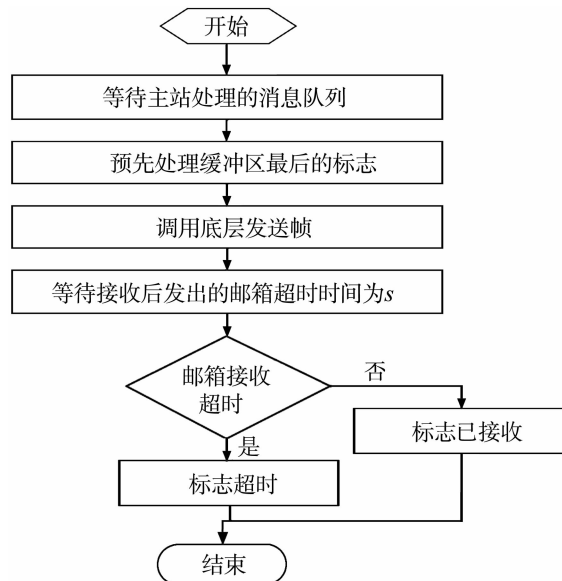 开始
等待主站处理的消息队列
预先处理缓冲区最后的标志
调用底层发送帧
等待接收后发出的邮箱超时时间为s
邮箱接收
超时
否
标志已接收
是
标志超时
结束